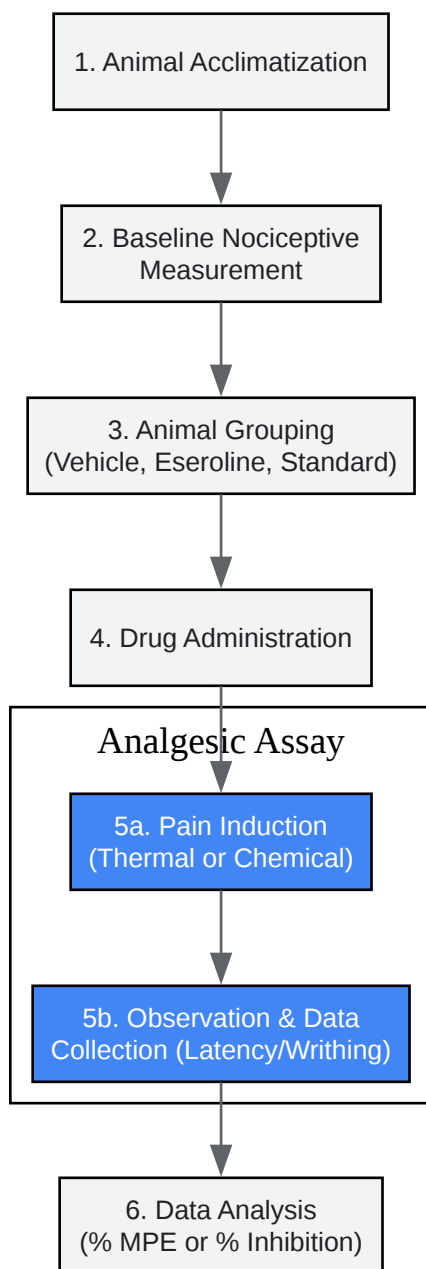 1. Animal Acclimatization
2. Baseline Nociceptive
Measurement
3. Animal Grouping
(Vehicle, Eseroline, Standard)
4. Drug Administration
Analgesic Assay
5a. Pain Induction
(Thermal or Chemical)
5b. Observation & Data
Collection (Latency/Writhing)
6. Data Analysis
(% MPE or % Inhibition)